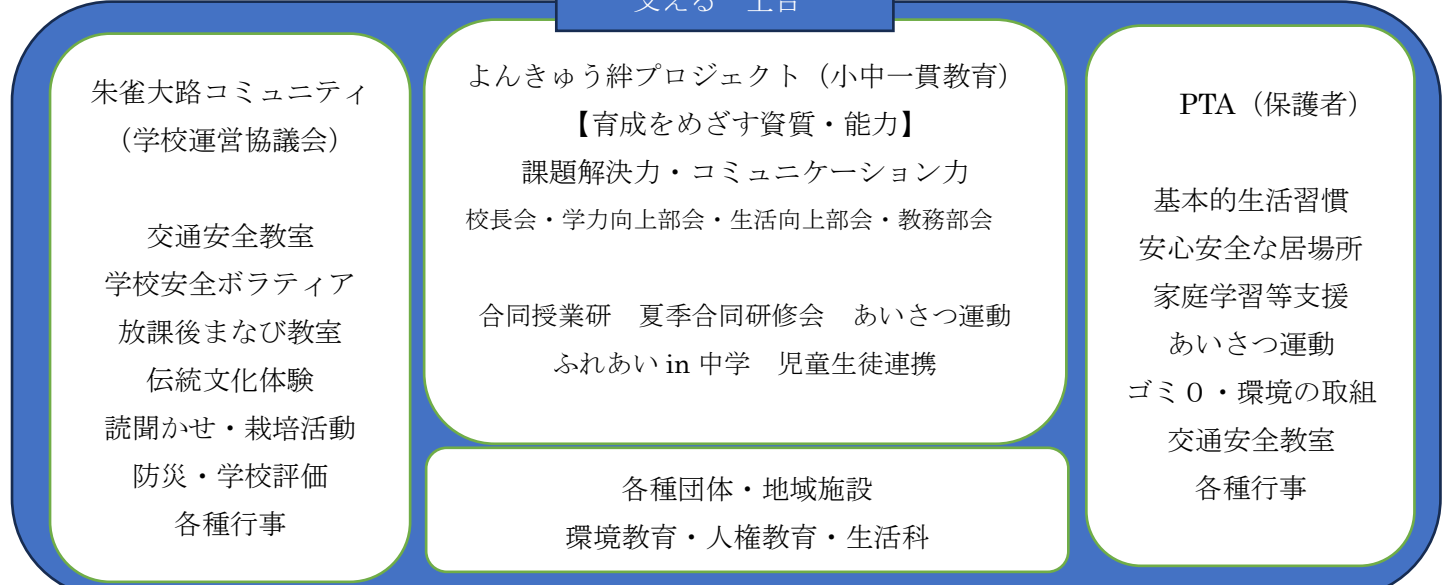 支える 土台
朱雀大路コミュニティ
（学校運営協議会）
交通安全教室
学校安全ボラティア
放課後まなび教室
伝統文化体験
読聞かせ・栽培活動
防災・学校評価
各種行事
よんきゅう絆プロジェクト（小中一貫教育）
【育成をめざす資質・能力】
課題解決力・コミュニケーション力
校長会・学力向上部会・生活向上部会・教務部会
合同授業研　夏季合同研修会　あいさつ運動
ふれあい in 中学　児童生徒連携
各種団体・地域施設
環境教育・人権教育・生活科
PTA（保護者）
基本的生活習慣
安心安全な居場所
家庭学習等支援
あいさつ運動
ゴミ０・環境の取組
交通安全教室
各種行事